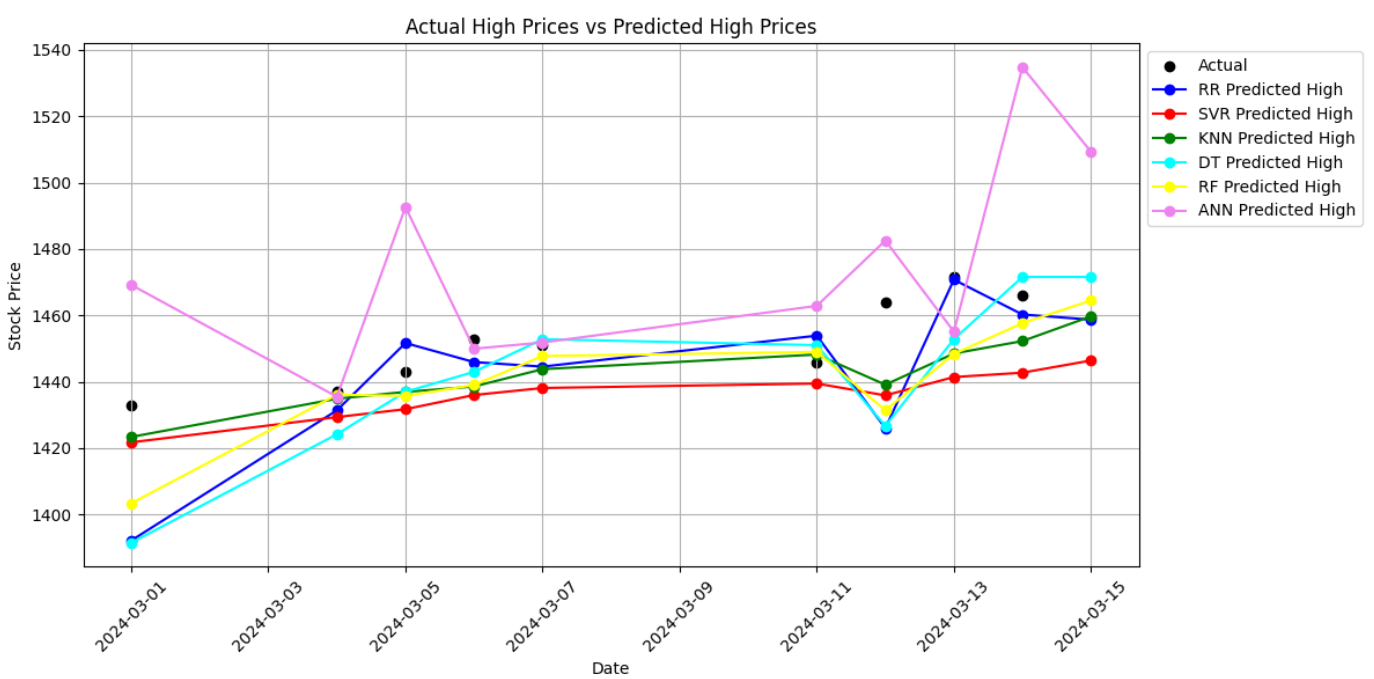 Actual High Prices vs Predicted High Prices
1540
1520
1500
1480
1460
1440
1420
1400
Stock Price
2024-03-01
2024-03-03
2024-03-05
2024-03-07
2024-03-09
2024-03-11
2024-03-13
2024-03-15
Date
Actual
RR Predicted High
SVR Predicted High
KNN Predicted High
DT Predicted High
RF Predicted High
ANN Predicted High